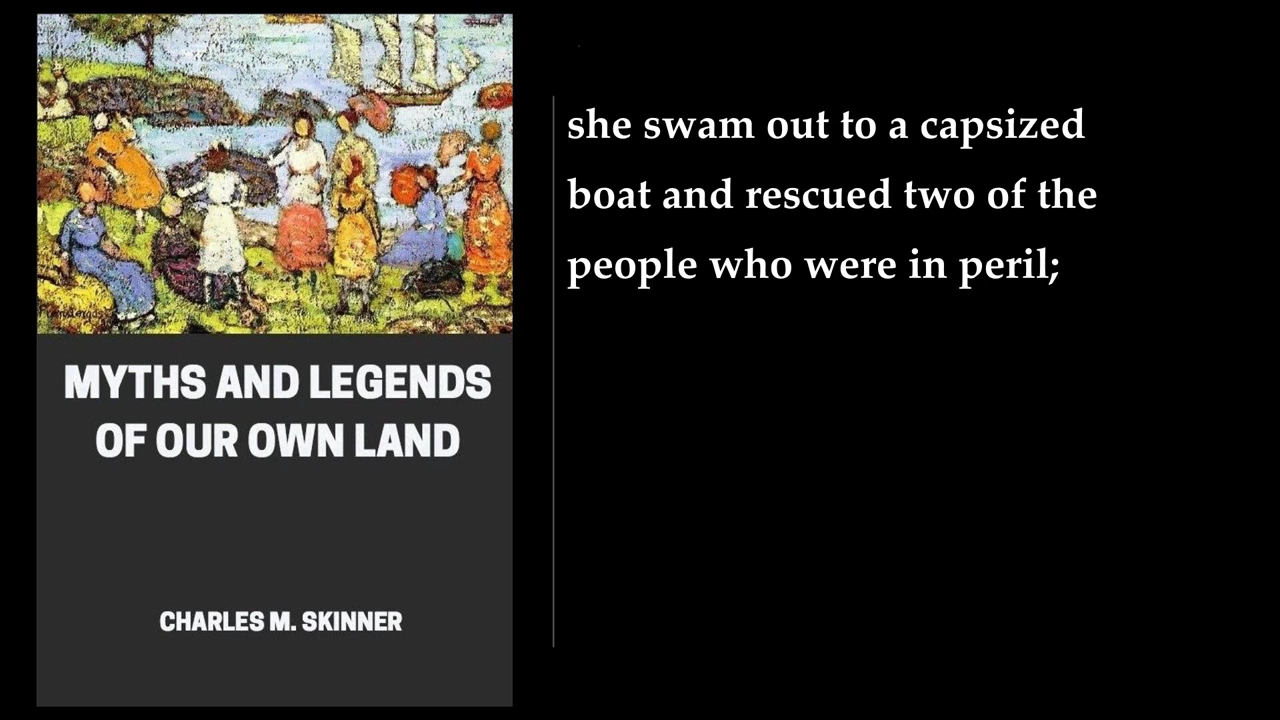 MYTHS AND LEGENDS
OF OUR OWN LAND
CHARLES M. SKINNER
she swam out to a capsized
boat and rescued two of the
people who were in peril;